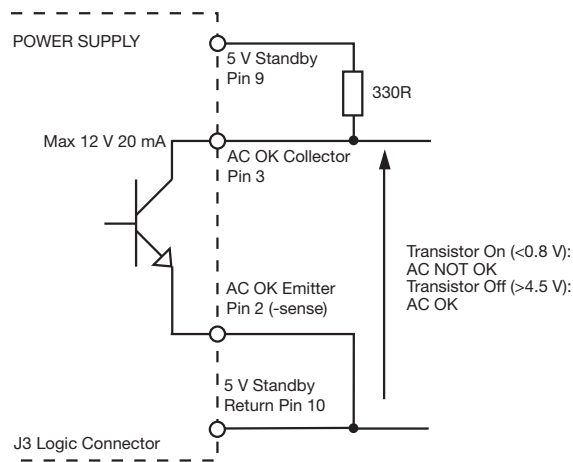 POWER SUPPLY
5 V Standby
Pin 9
330R
Max 12 V 20 mA
AC OK Collector
Pin 3
Transistor On (<0.8 V):
AC NOT OK
Transistor Off (>4.5 V):
AC OK
AC OK Emitter
Pin 2 (-sense)
5 V Standby
Return Pin 10
J3 Logic Connector